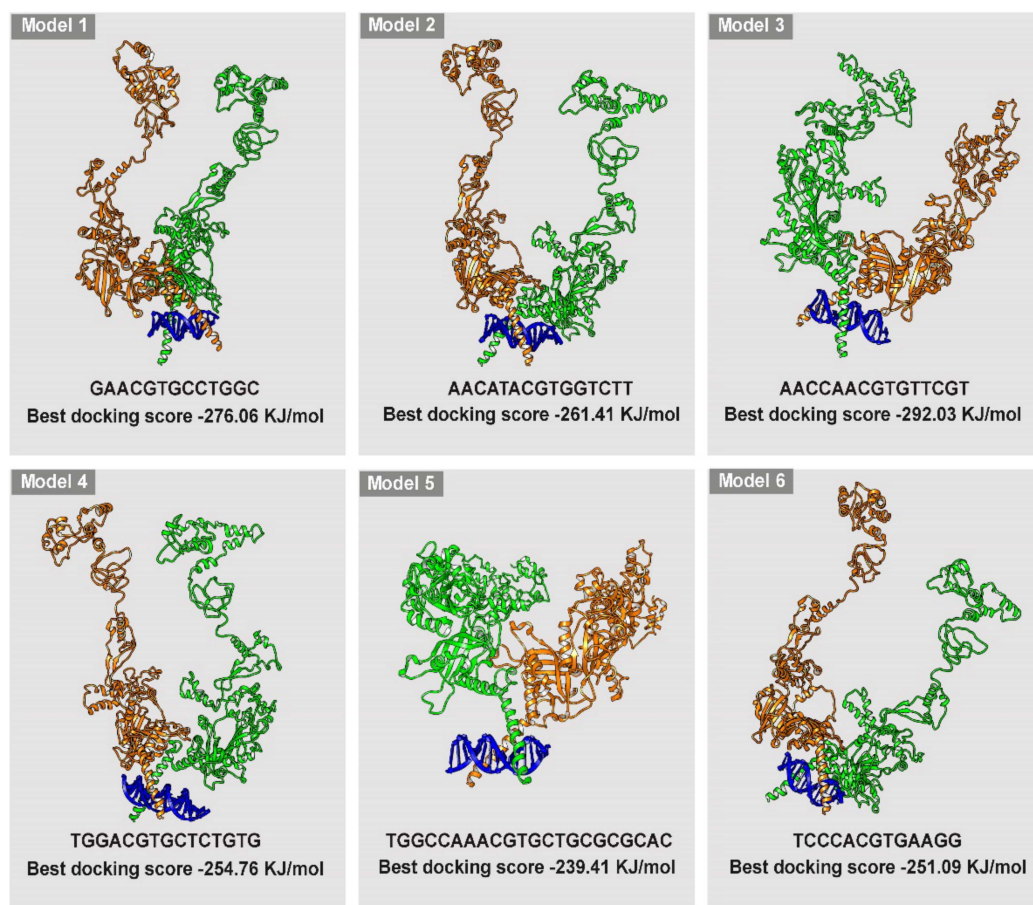 Model 1
GAACGTGCCTGGC
Best docking score -276.06 KJ/mol
Model 2
AACATACGTGGTCTT
Best docking score -261.41 KJ/mol
Model 3
AACCAACGTGTTCGT
Best docking score -292.03 KJ/mol
Model 4
TGGACGTGCTCTGTG
Best docking score -254.76 KJ/mol
Model 5
TGGCCAAACGTGCTGCGCGCAC
Best docking score -239.41 KJ/mol
Model 6
TCCCACGTGAAGG
Best docking score -251.09 KJ/mol